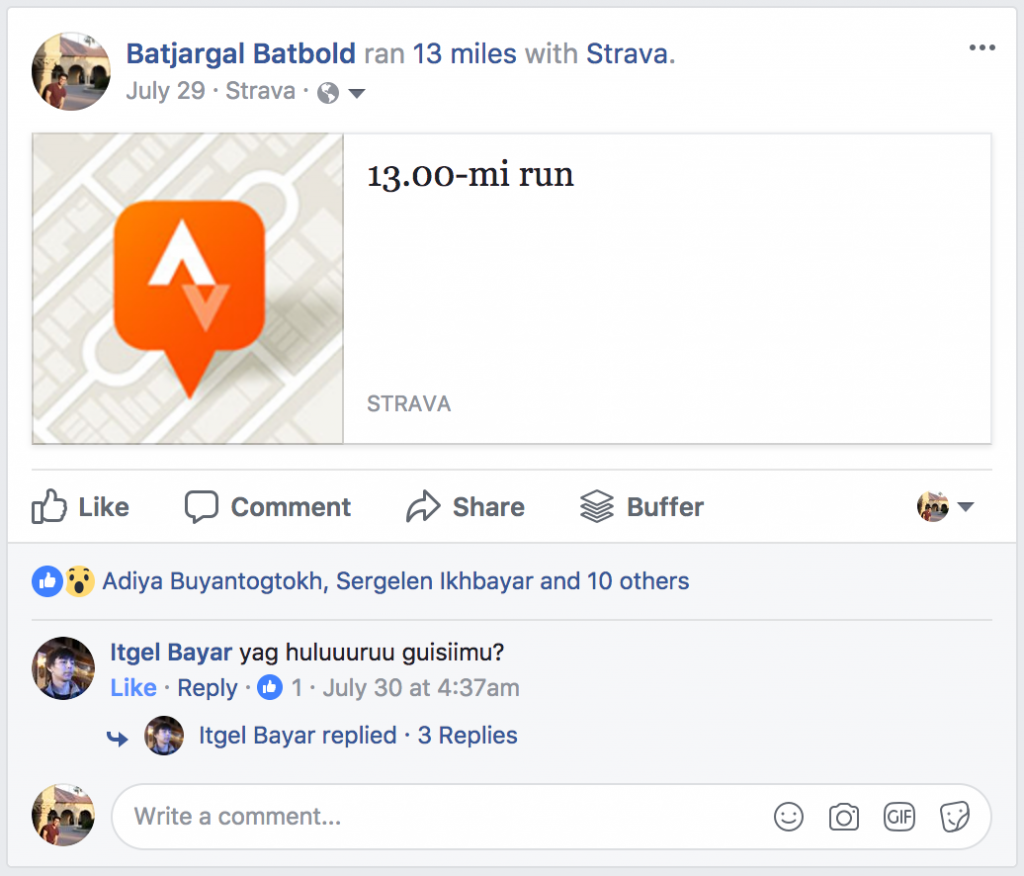 Batjargal Batbold ran 13 miles with Strava.
July 29 · Strava ·
13.00-mi run
STRAVA
Like Comment Share Buffer
Adiya Buyantogtokh, Sergelen Ikhbayar and 10 others
Itgel Bayar yag huluuuruu guisiimu?
Like · Reply · 1 · July 30 at 4:37am
Itgel Bayar replied · 3 Replies
Write a comment... GIF